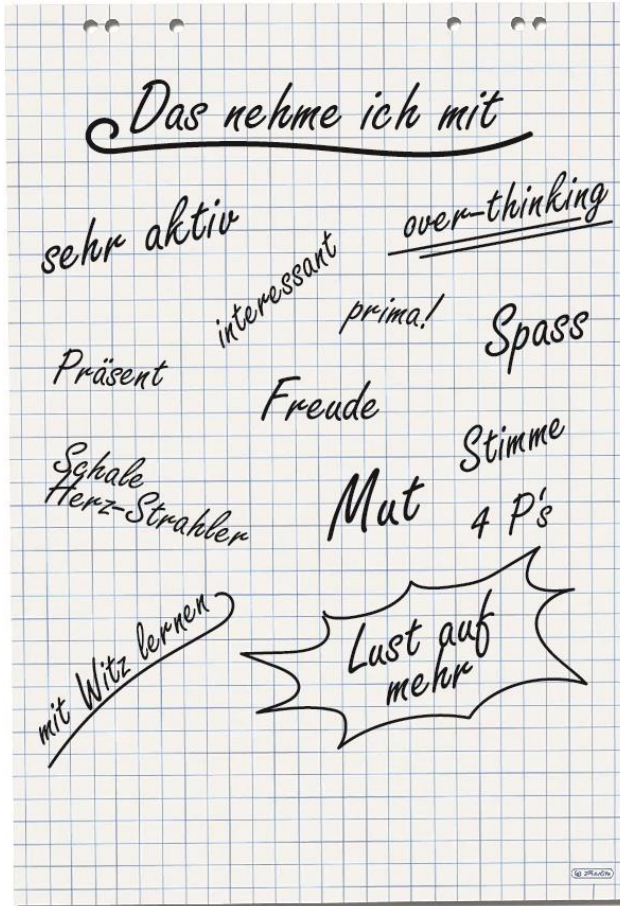 Das nehme ich mit
sehr aktiv
over-thinking
interessant
prima!
Spass
Präsent
Freude
Stimme
Schale
Herz-Strahler
Mut
4 P's
mit Witz lernen
Lust auf
mehr